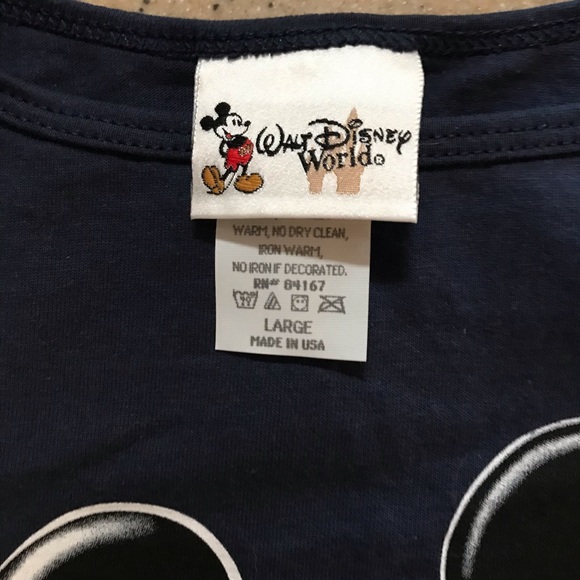 Walt Disney
World®
WARM, NO DRY CLEAN,
IRON WARM,
NO IRON IF DECORATED.
RN# 84167
LARGE
MADE IN USA